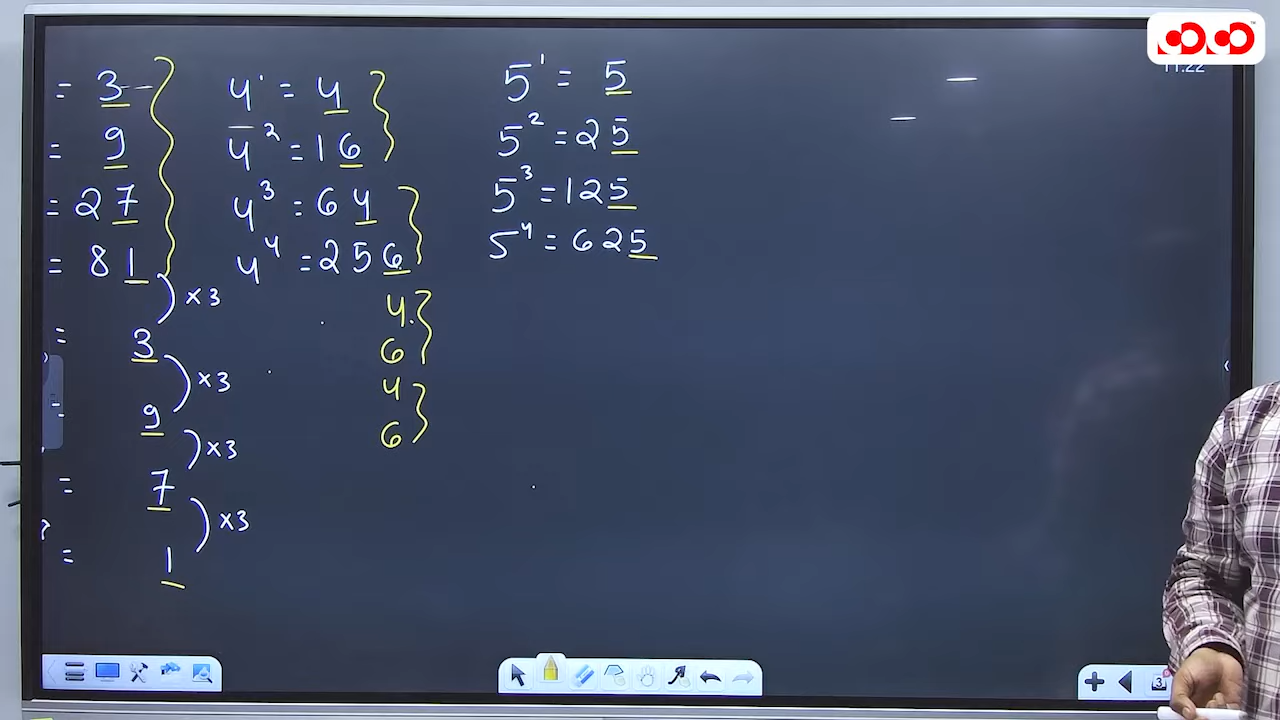 11:22
= 3
= 9
= 27
= 81
×3
= 3
×3
= 9
×3
= 7
×3
= 1
4¹ = 4
4² = 16
4³ = 64
4⁴ = 256
4
6
4
6
5¹ = 5
5² = 25
5³ = 125
5⁴ = 625
3